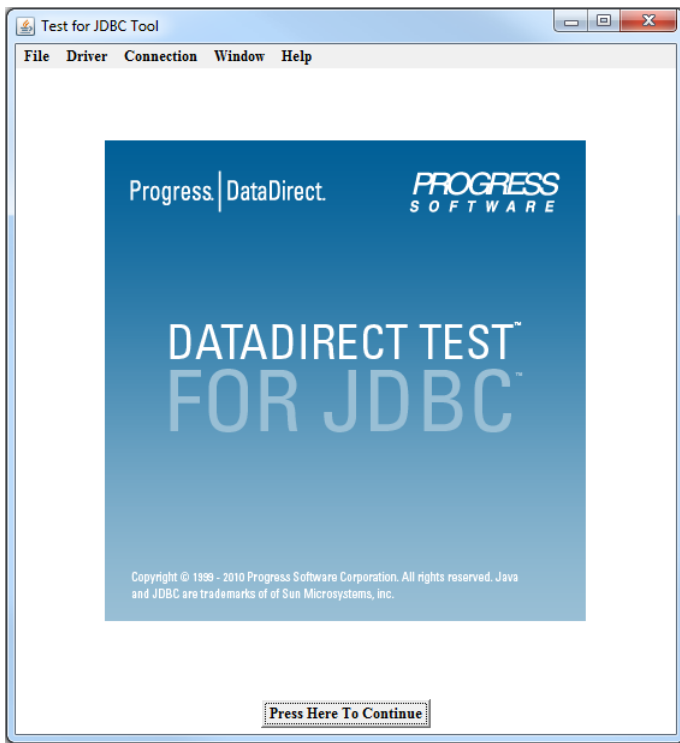 Test for JDBC Tool
File Driver Connection Window Help
Progress. DataDirect.
PROGRESS
SOFTWARE
DATADIRECT TEST™
FOR JDBC™
Copyright © 1999 - 2010 Progress Software Corporation. All rights reserved. Java
and JDBC are trademarks of of Sun Microsystems, inc.
Press Here To Continue